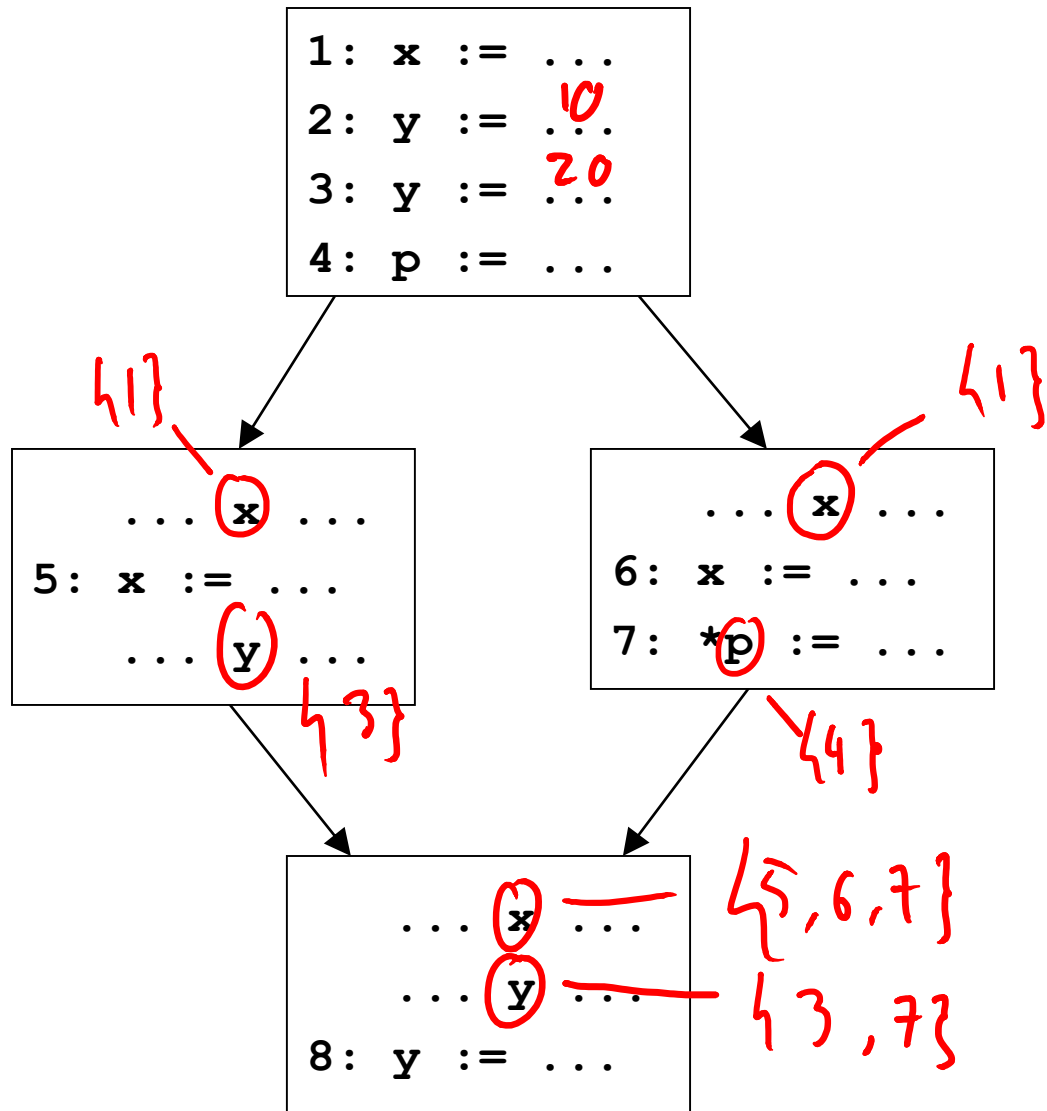 1: x := ...
10
2: y := ...
20
3: y := ...
4: p := ...
{1}
{1}
... x ...
5: x := ...
... y ...
{3}
... x ...
6: x := ...
7: *p := ...
{4}
... x ... {5,6,7}
... y ... {3,7}
8: y := ...